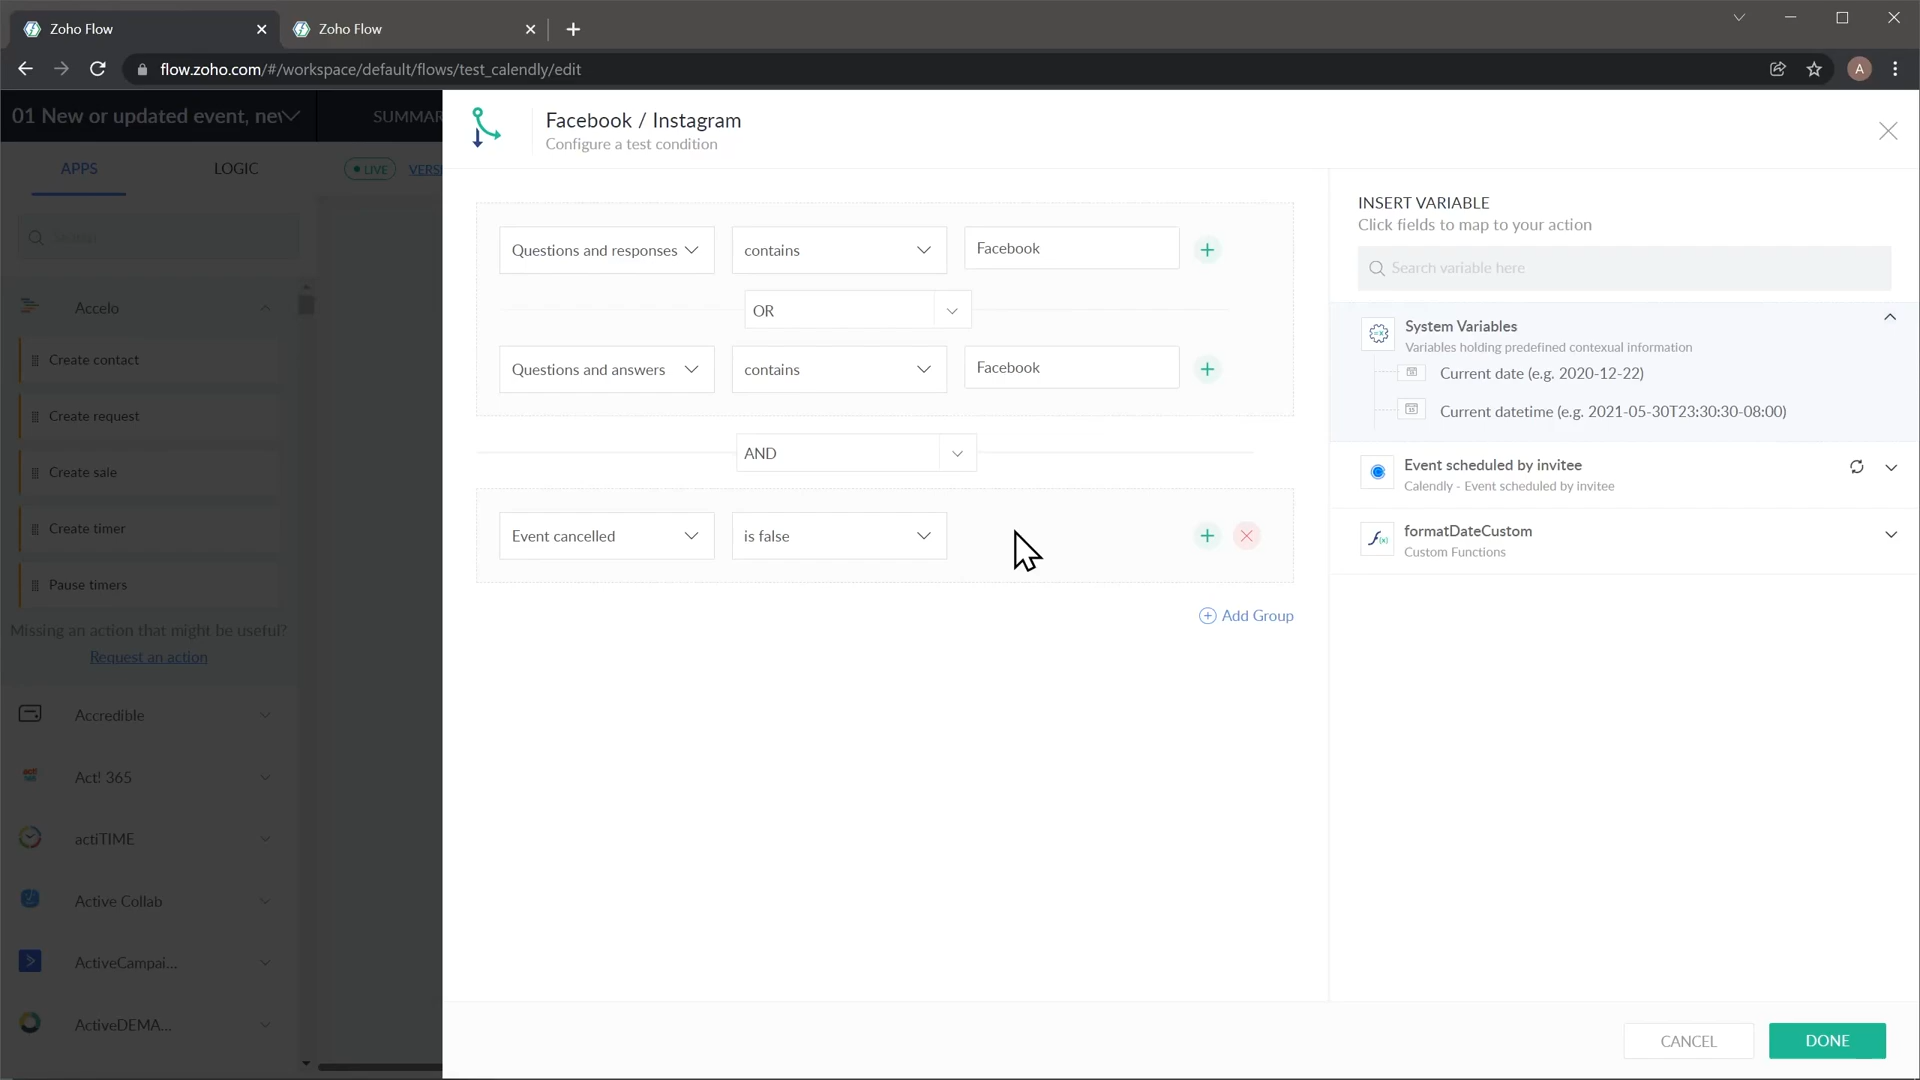 Zoho Flow
Zoho Flow
flow.zoho.com/#/workspace/default/flows/test_calendly/edit
A
01 New or updated event, nev
SUMMAR
APPS
LOGIC
LIVE
VERSI
Search
Accelo
Create contact
Create request
Create sale
Create timer
Pause timers
Missing an action that might be useful?
Request an action
Accredible
Act! 365
actiTIME
Active Collab
ActiveCampai...
ActiveDEMA...
Facebook / Instagram
Configure a test condition
Questions and responses
contains
Facebook
OR
Questions and answers
contains
Facebook
AND
Event cancelled
is false
Add Group
INSERT VARIABLE
Click fields to map to your action
Search variable here
System Variables
Variables holding predefined contexual information
Current date (e.g. 2020-12-22)
Current datetime (e.g. 2021-05-30T23:30:30-08:00)
Event scheduled by invitee
Calendly - Event scheduled by invitee
formatDateCustom
Custom Functions
CANCEL
DONE